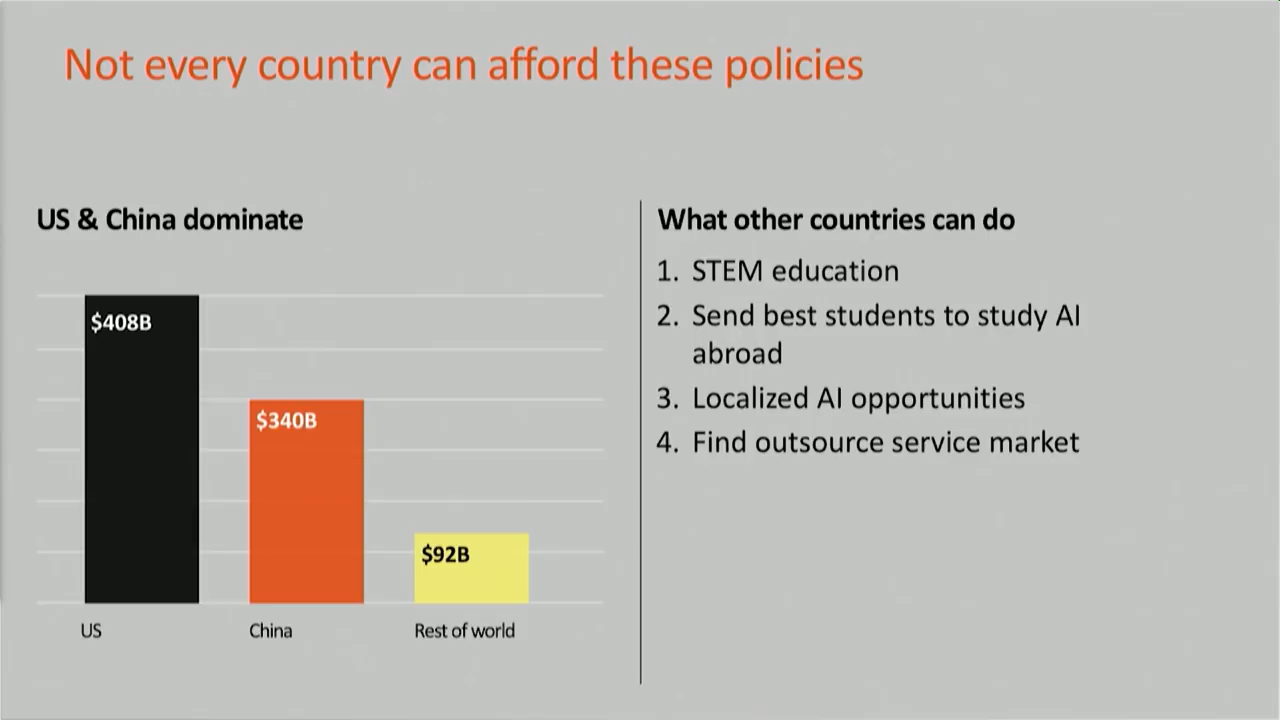 Not every country can afford these policies
US & China dominate
$408B
$340B
$92B
US
China
Rest of world
What other countries can do
1. STEM education
2. Send best students to study AI
abroad
3. Localized AI opportunities
4. Find outsource service market